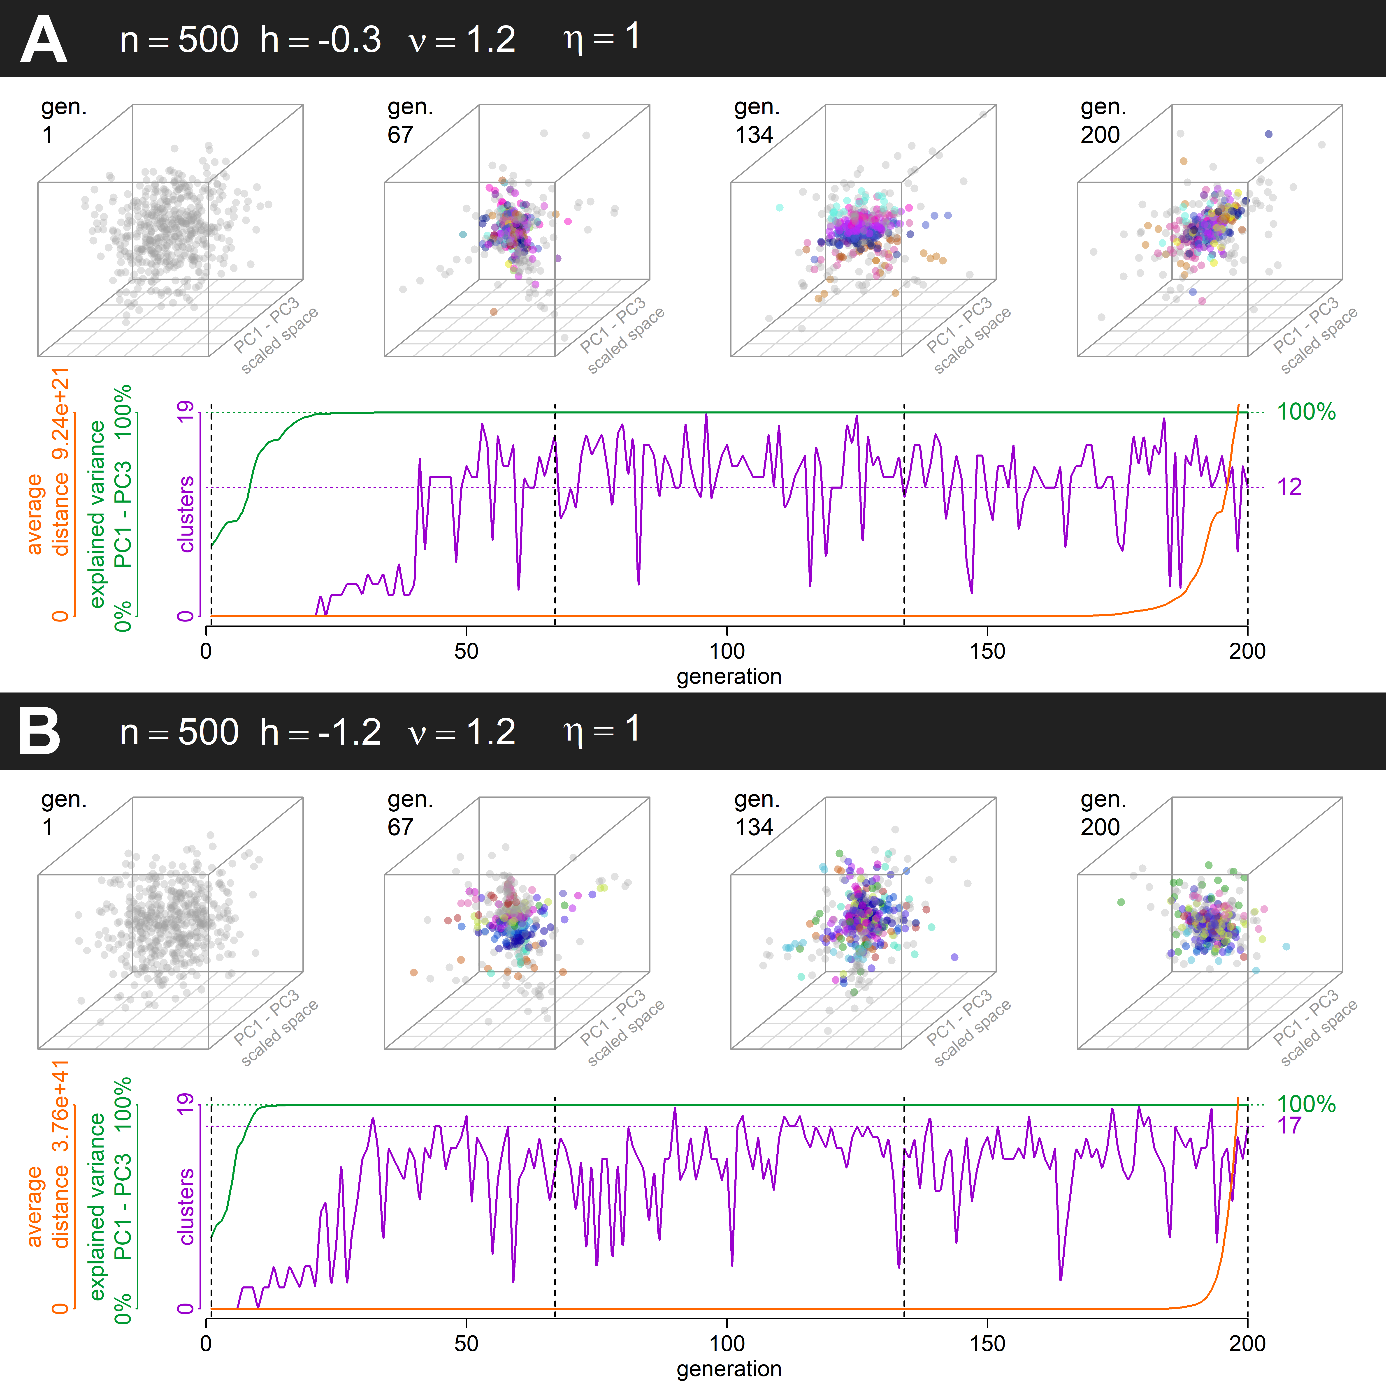 A n = 500 h = -0.3 ν = 1.2 η = 1
gen.
1
gen.
67
gen.
134
gen.
200
PC1 - PC3
scaled space
PC1 - PC3
scaled space
PC1 - PC3
scaled space
PC1 - PC3
scaled space
average
distance
0
9.24e+21
explained variance
PC1 - PC3
0%
100%
clusters
0
19
100%
12
0 50 100 150 200
generation
B n = 500 h = -1.2 ν = 1.2 η = 1
gen.
1
gen.
67
gen.
134
gen.
200
PC1 - PC3
scaled space
PC1 - PC3
scaled space
PC1 - PC3
scaled space
PC1 - PC3
scaled space
average
distance
0
3.76e+41
explained variance
PC1 - PC3
0%
100%
clusters
0
19
100%
17
0 50 100 150 200
generation